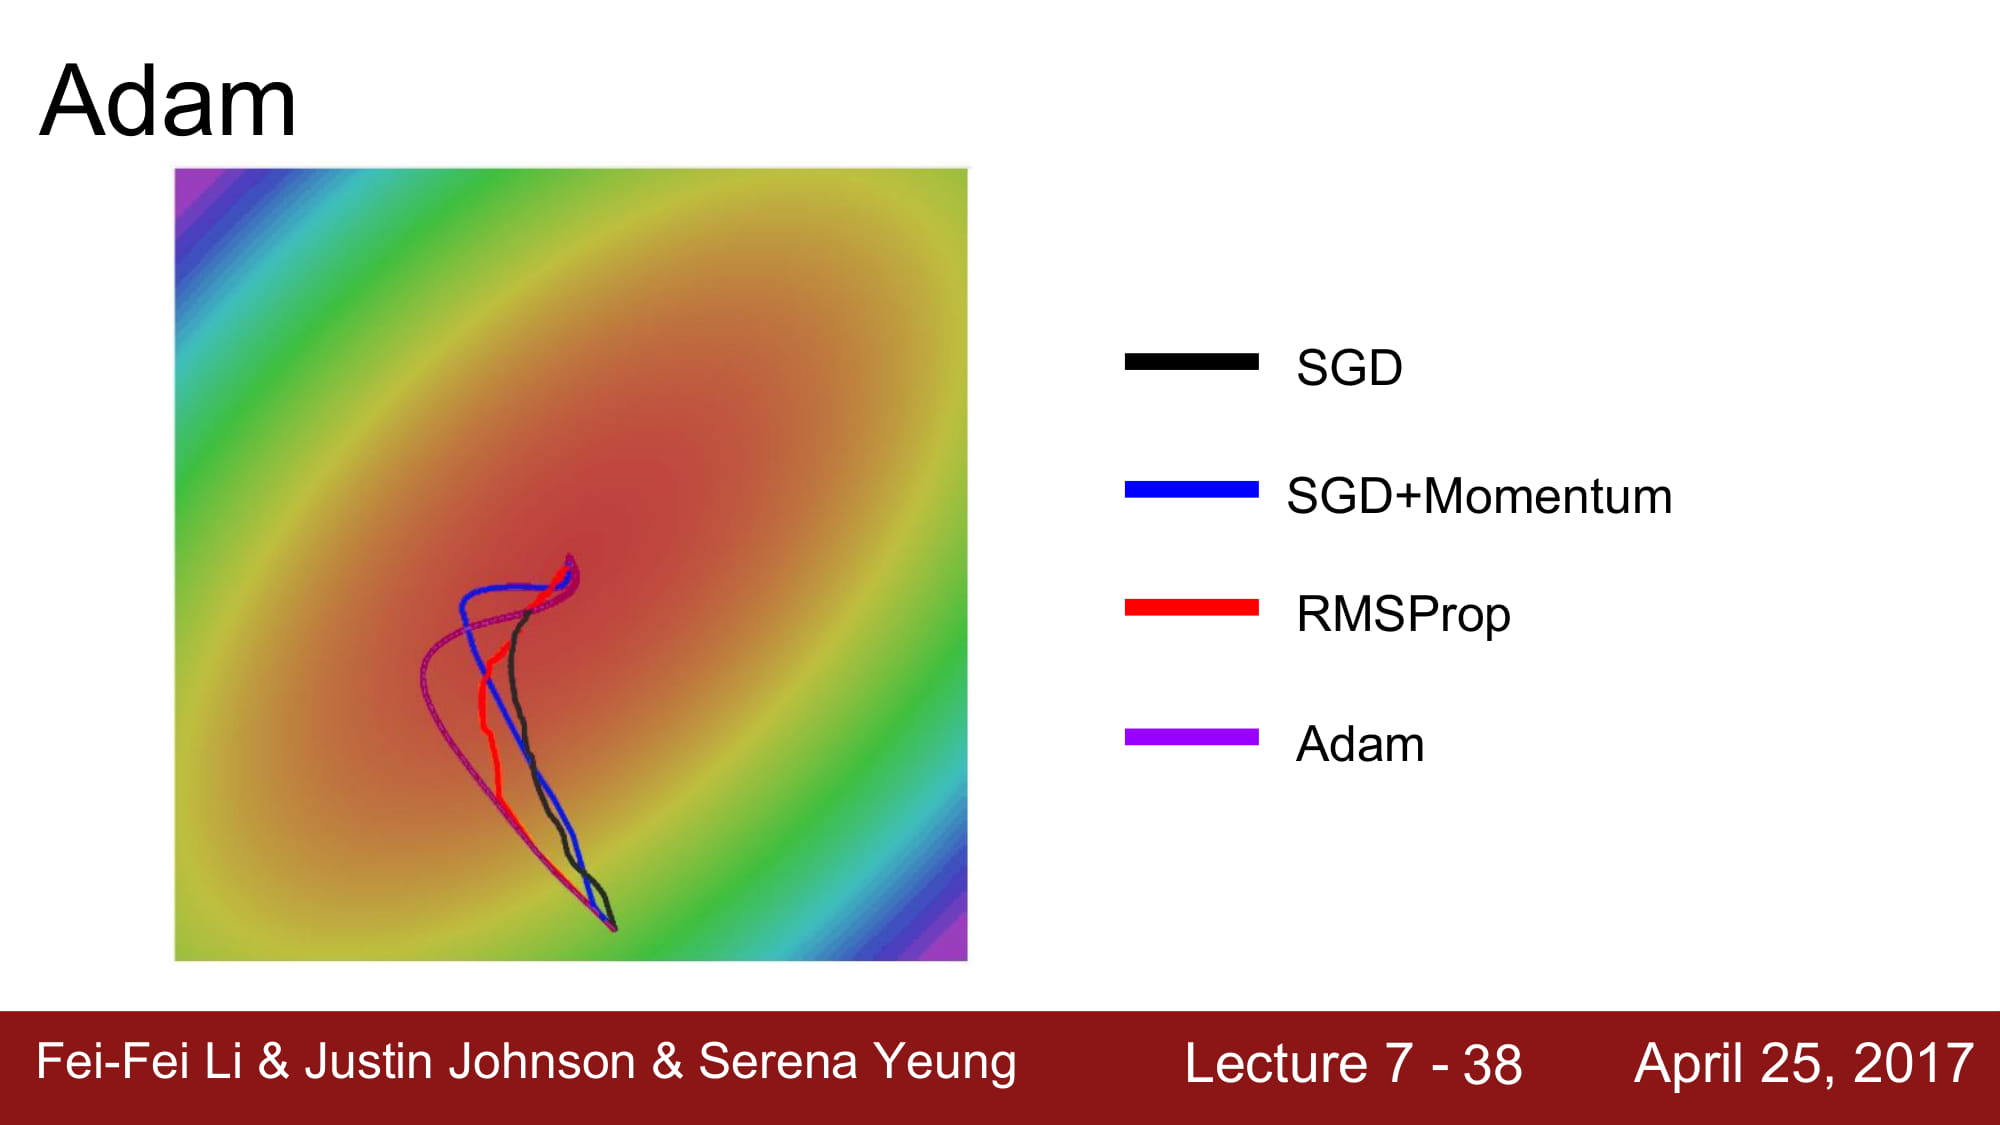 Adam
SGD
SGD+Momentum
RMSProp
Adam
Fei-Fei Li & Justin Johnson & Serena Yeung
Lecture 7 - 38
April 25, 2017